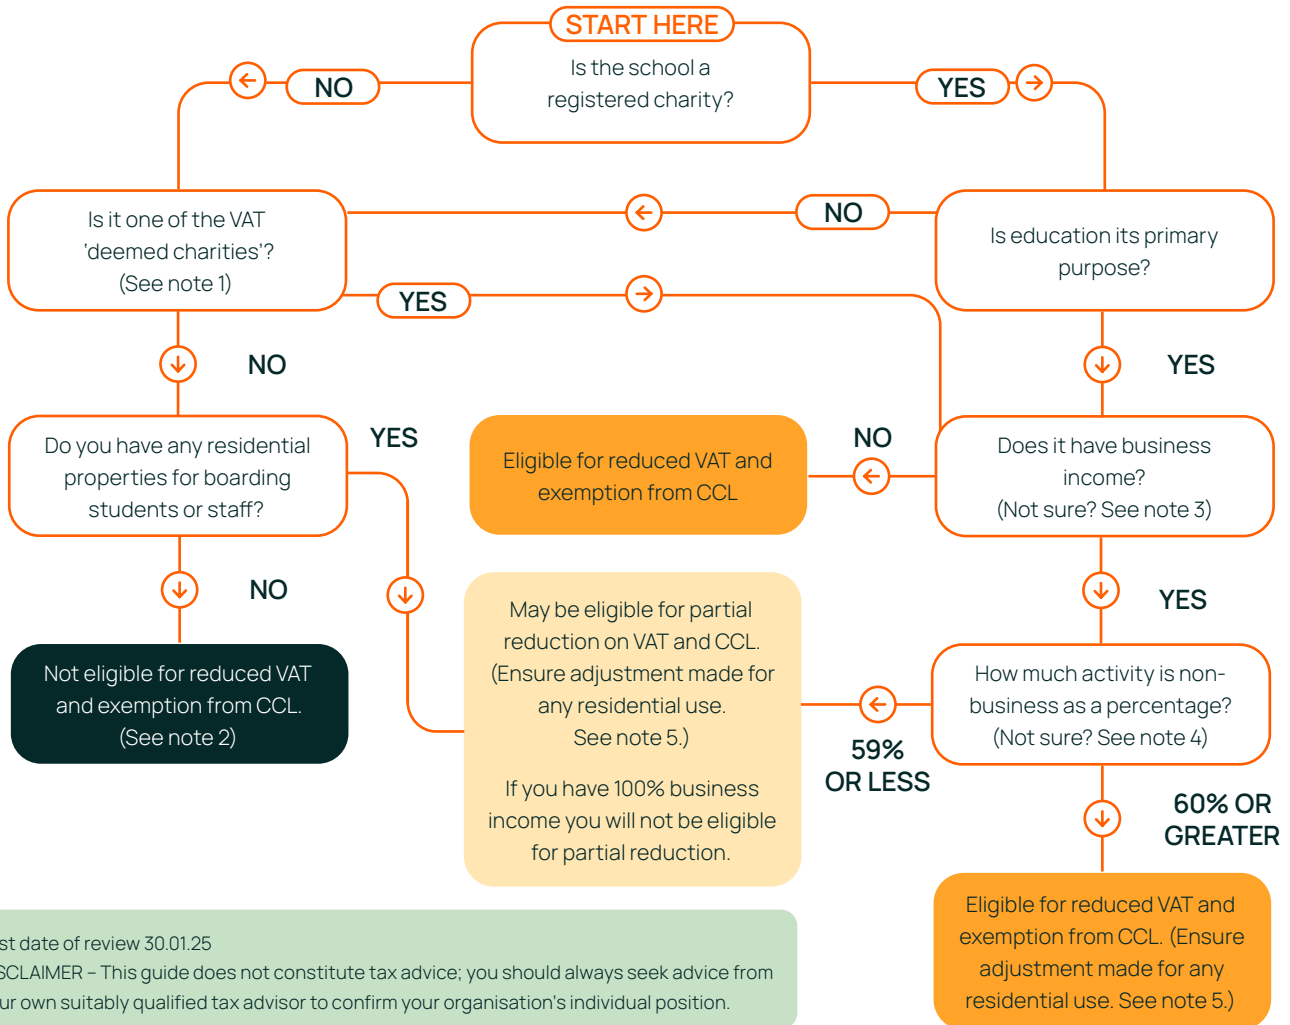 START HERE
Is the school a
registered charity?
NO
YES
Is it one of the VAT
'deemed charities'?
(See note 1)
NO
Is education its primary
purpose?
YES
NO
YES
Do you have any residential
properties for boarding
students or staff?
YES
Eligible for reduced VAT and
exemption from CCL
NO
Does it have business
income?
(Not sure? See note 3)
NO
YES
Not eligible for reduced VAT
and exemption from CCL.
(See note 2)
May be eligible for partial
reduction on VAT and CCL.
(Ensure adjustment made for
any residential use.
See note 5.)
If you have 100% business
income you will not be eligible
for partial reduction.
How much activity is non-
business as a percentage?
(Not sure? See note 4)
59%
OR LESS
60% OR
GREATER
Eligible for reduced VAT and
exemption from CCL. (Ensure
adjustment made for any
residential use. See note 5.)
st date of review 30.01.25
SCLAIMER – This guide does not constitute tax advice; you should always seek advice from
ur own suitably qualified tax advisor to confirm your organisation's individual position.